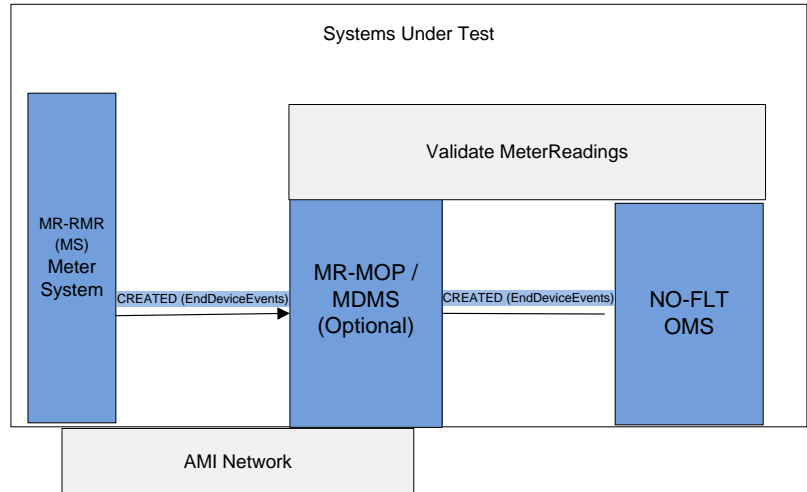 Systems Under Test
Validate MeterReadings
MR-RMR
(MS)
Meter
System
CREATED (EndDeviceEvents)
MR-MOP /
MDMS
(Optional)
CREATED (EndDeviceEvents)
NO-FLT
OMS
AMI Network